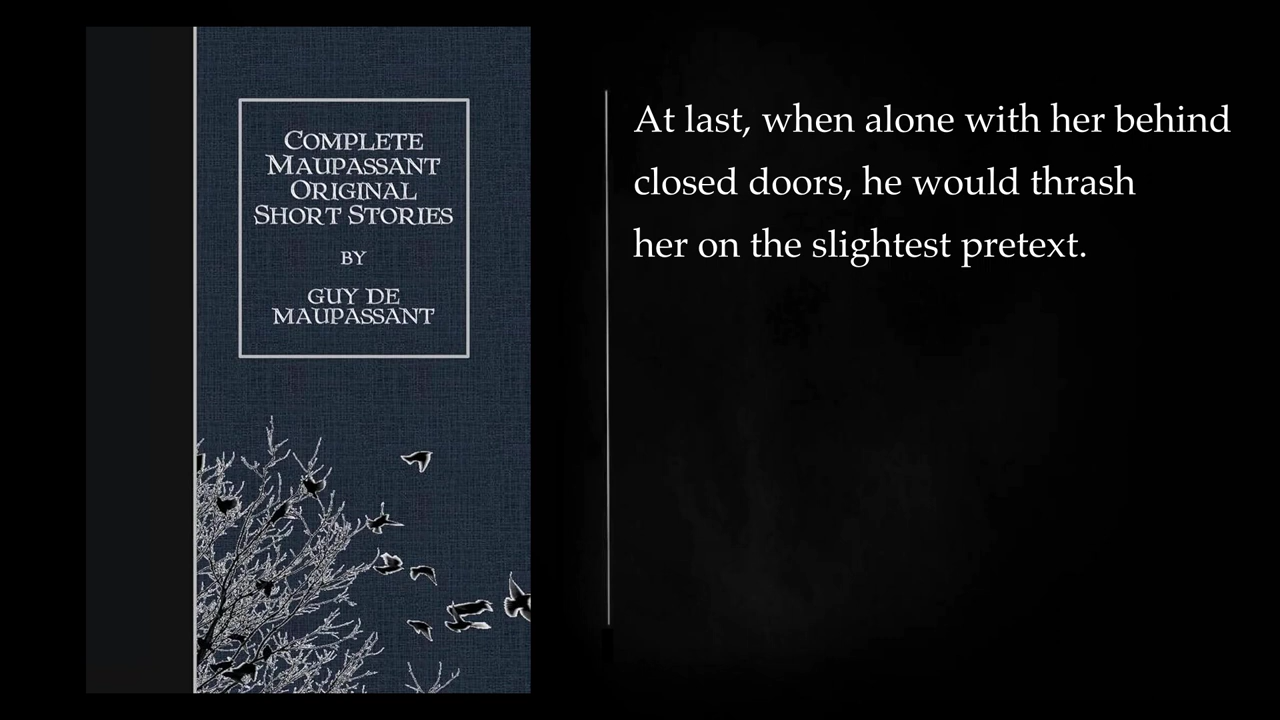 COMPLETE
MAUPASSANT
ORIGINAL
SHORT STORIES
BY
GUY DE
MAUPASSANT
At last, when alone with her behind
closed doors, he would thrash
her on the slightest pretext.